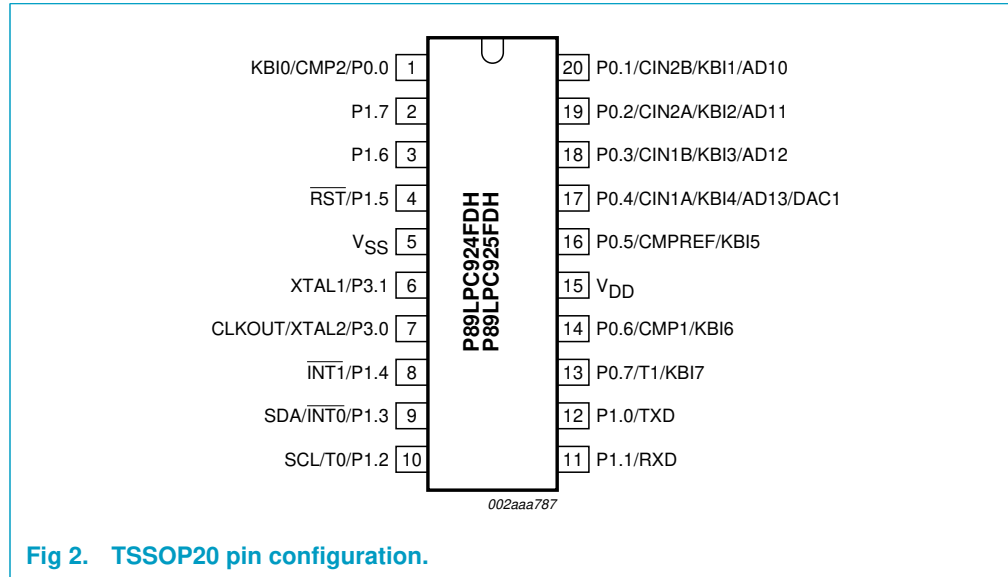 KBI0/CMP2/P0.0 1
20 P0.1/CIN2B/KBI1/AD10
P1.7 2
19 P0.2/CIN2A/KBI2/AD11
P1.6 3
18 P0.3/CIN1B/KBI3/AD12
R̅S̅T̅/P1.5 4
17 P0.4/CIN1A/KBI4/AD13/DAC1
VSS 5
16 P0.5/CMPREF/KBI5
XTAL1/P3.1 6
15 VDD
CLKOUT/XTAL2/P3.0 7
14 P0.6/CMP1/KBI6
I̅N̅T̅1̅/P1.4 8
13 P0.7/T1/KBI7
SDA/I̅N̅T̅0̅/P1.3 9
12 P1.0/TXD
SCL/T0/P1.2 10
11 P1.1/RXD
P89LPC924FDH
P89LPC925FDH
002aaa787
Fig 2. TSSOP20 pin configuration.